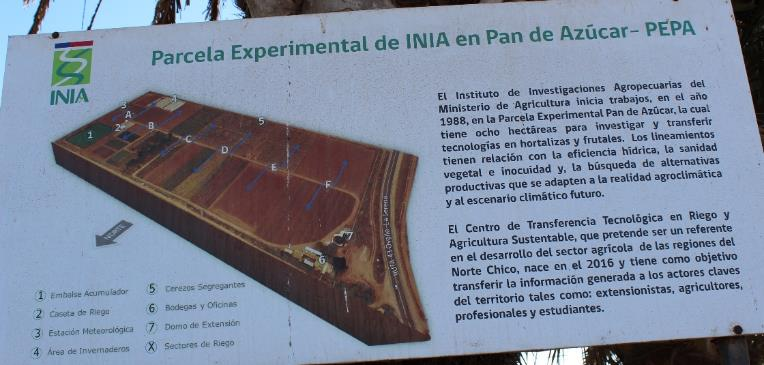 Parcela Experimental de INIA en Pan de Azúcar- PEPA
INIA
El Instituto de Investigaciones Agropecuarias del
Ministerio de Agricultura inicia trabajos, en el año
1988, en la Parcela Experimental Pan de Azúcar, la cual
tiene ocho hectáreas para investigar y transferir
tecnologías en hortalizas y frutales. Los lineamientos
tienen relación con la eficiencia hídrica, la sanidad
vegetal e inocuidad y, la búsqueda de alternativas
productivas que se adapten a la realidad agroclimática
y al escenario climático futuro.
El Centro de Transferencia Tecnológica en Riego y
Agricultura Sustentable, que pretende ser un referente
en el desarrollo del sector agrícola de las regiones del
Norte Chico, nace en el 2016 y tiene como objetivo
transferir la información generada a los actores claves
del territorio tales como: extensionistas, agricultores,
profesionales y estudiantes.
3
4
A
1
2
B
5
C
D
E
F
6
NORTE
Ruta 43 Ovalle-La Serena
1 Embalse Acumulador
2 Caseta de Riego
3 Estación Meteorológica
4 Área de Invernaderos
5 Cerezos Segregantes
6 Bodegas y Oficinas
7 Domo de Extensión
X Sectores de Riego